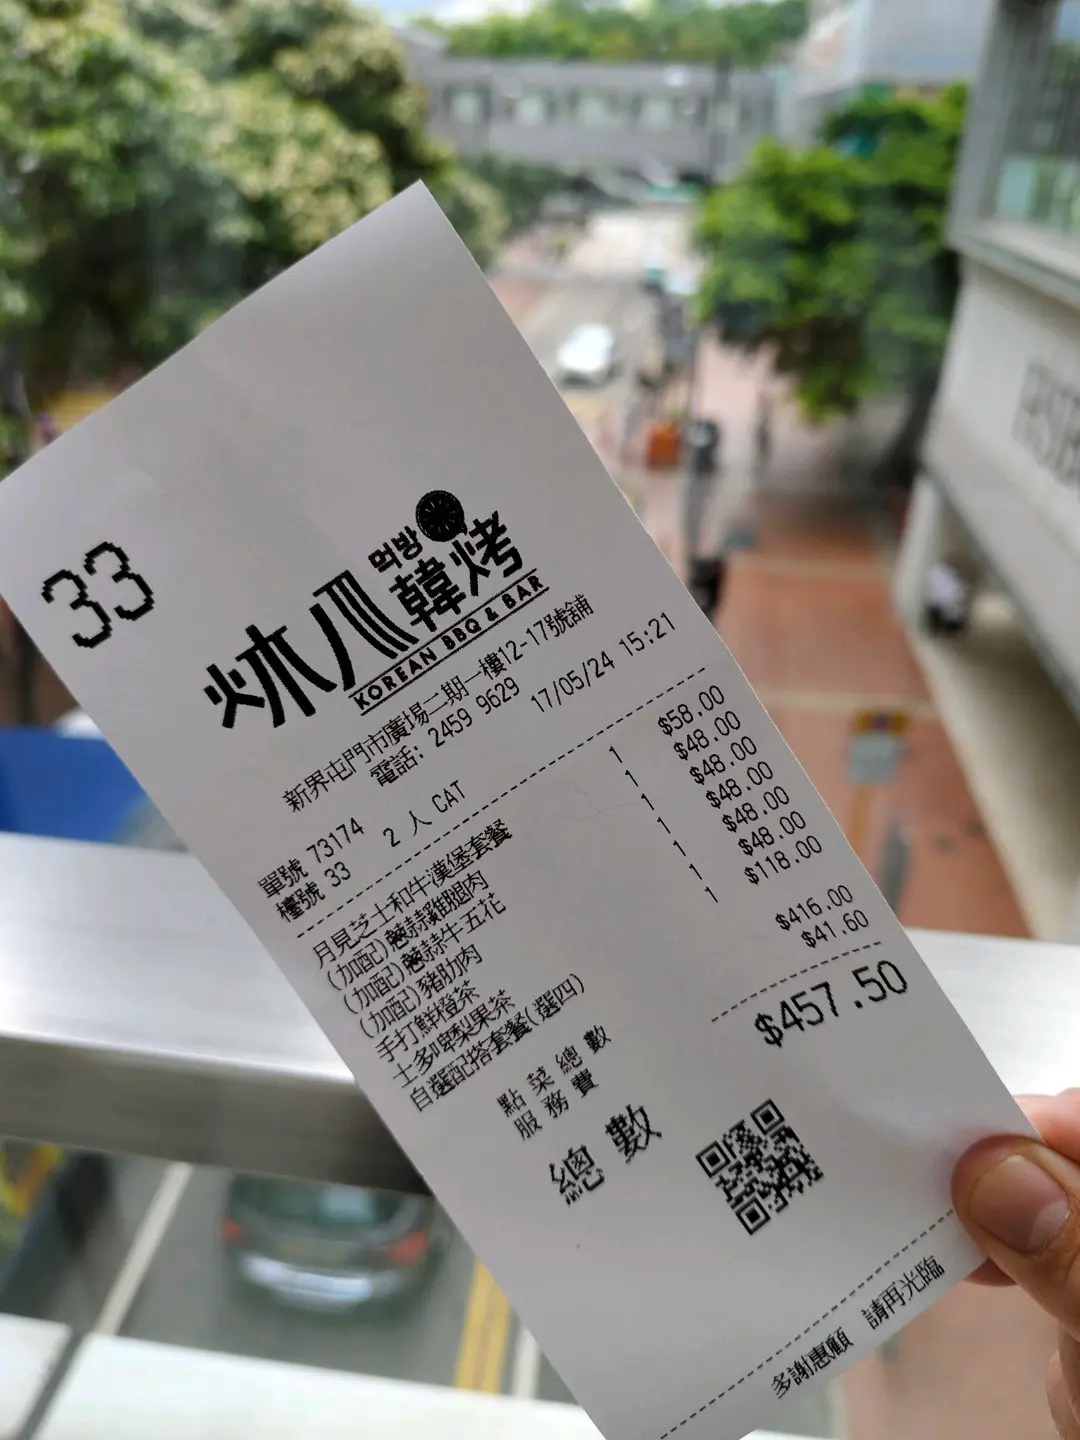 33
먹방
炑八韓烤
KOREAN BBQ & BAR
新界屯門市廣場二期一樓12-17號舖
電話: 2459 9629
17/05/24 15:21
單號 73174
檯號 33 2 人 CAT
月見芝士和牛漢堡套餐 1 $58.00
(加配)蔥蒜雞腿肉 1 $48.00
(加配)蔥蒜牛五花 1 $48.00
(加配)豬肋肉 $48.00
手打鮮橙茶 1 $48.00
士多啤梨果茶 1 $48.00
自選配搭套餐(選四) 1 $118.00
點菜總數 $416.00
服務費 $41.60
總數 $457.50
多謝惠顧 請再光臨